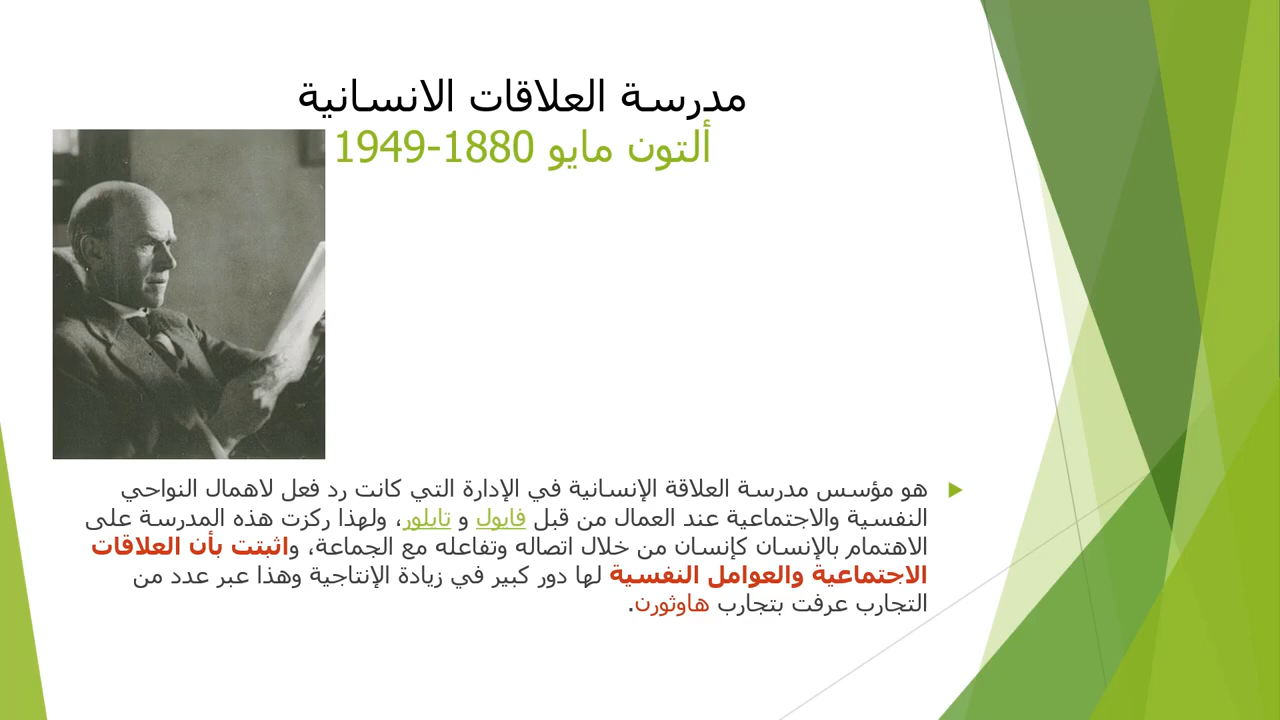 مدرسة العلاقات الانسانية
ألتون مايو 1880-1949
هو مؤسس مدرسة العلاقة الإنسانية في الإدارة التي كانت رد فعل لاهمال النواحي
النفسية والاجتماعية عند العمال من قبل فايول و تايلور، ولهذا ركزت هذه المدرسة على
الاهتمام بالإنسان كإنسان من خلال اتصاله وتفاعله مع الجماعة، واثبتت بأن العلاقات
الاجتماعية والعوامل النفسية لها دور كبير في زيادة الإنتاجية وهذا عبر عدد من
التجارب عرفت بتجارب هاوثورن.